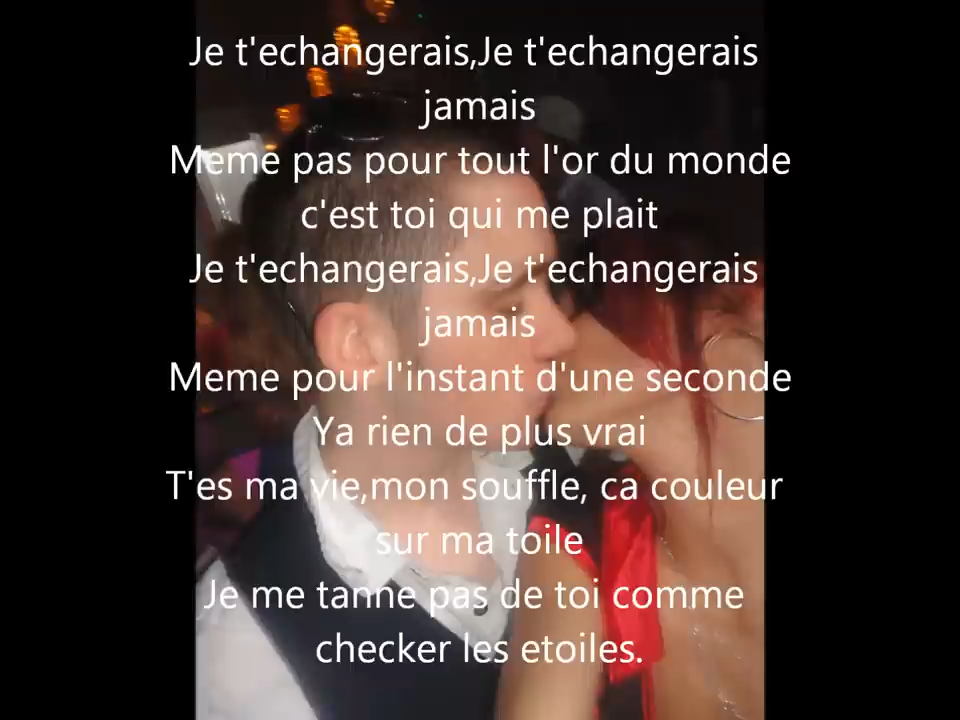 Je t'echangerais,Je t'echangerais
jamais
Meme pas pour tout l'or du monde
c'est toi qui me plait
Je t'echangerais,Je t'echangerais
jamais
Meme pour l'instant d'une seconde
Ya rien de plus vrai
T'es ma vie,mon souffle, ca couleur
sur ma toile
Je me tanne pas de toi comme
checker les etoiles.